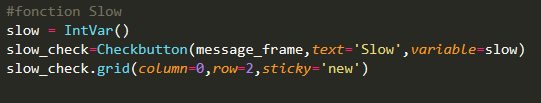 #fonction Slow
slow = IntVar()
slow_check=Checkbutton(message_frame,text='Slow',variable=slow)
slow_check.grid(column=0,row=2,sticky='new')